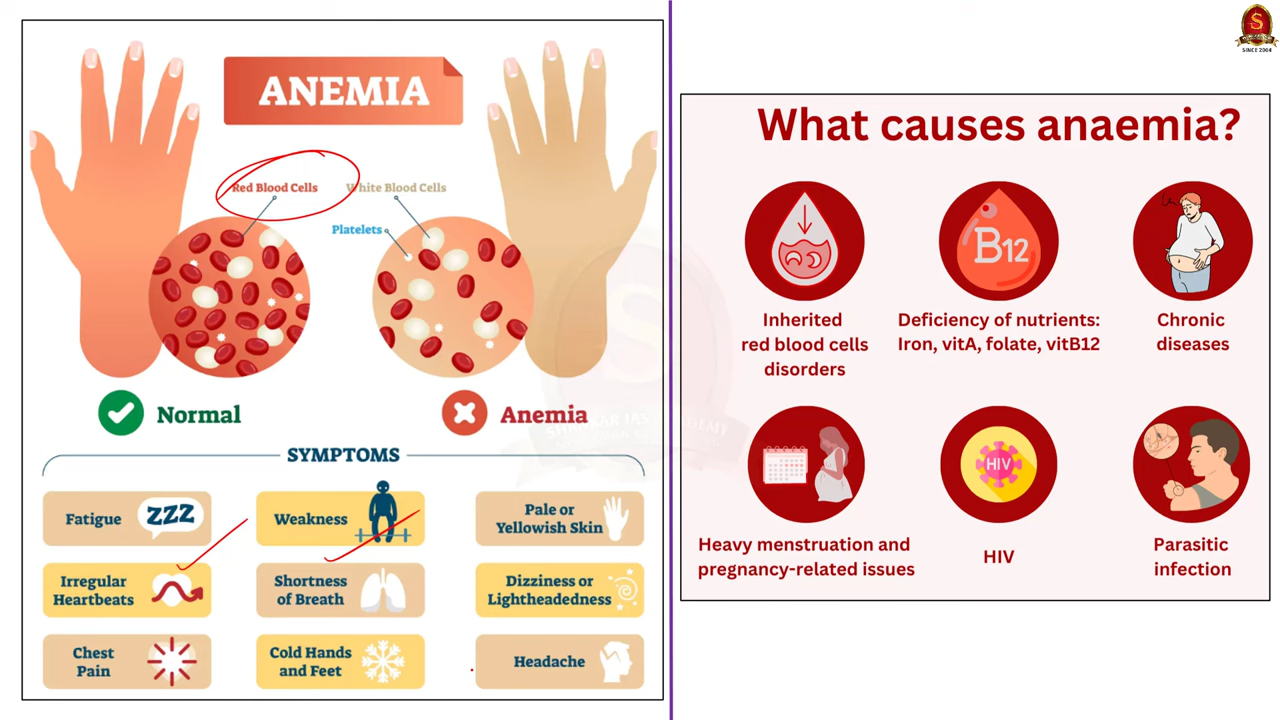 ANEMIA
Red Blood Cells
White Blood Cells
Platelets
Normal
Anemia
SYMPTOMS
Fatigue
ZZZ
Weakness
Pale or
Yellowish Skin
Irregular
Heartbeats
Shortness
of Breath
Dizziness or
Lightheadedness
Chest
Pain
Cold Hands
and Feet
Headache
S
SINCE 2004
What causes anaemia?
B12
Inherited
red blood cells
disorders
Deficiency of nutrients:
Iron, vitA, folate, vitB12
Chronic
diseases
HIV
Heavy menstruation and
pregnancy-related issues
HIV
Parasitic
infection